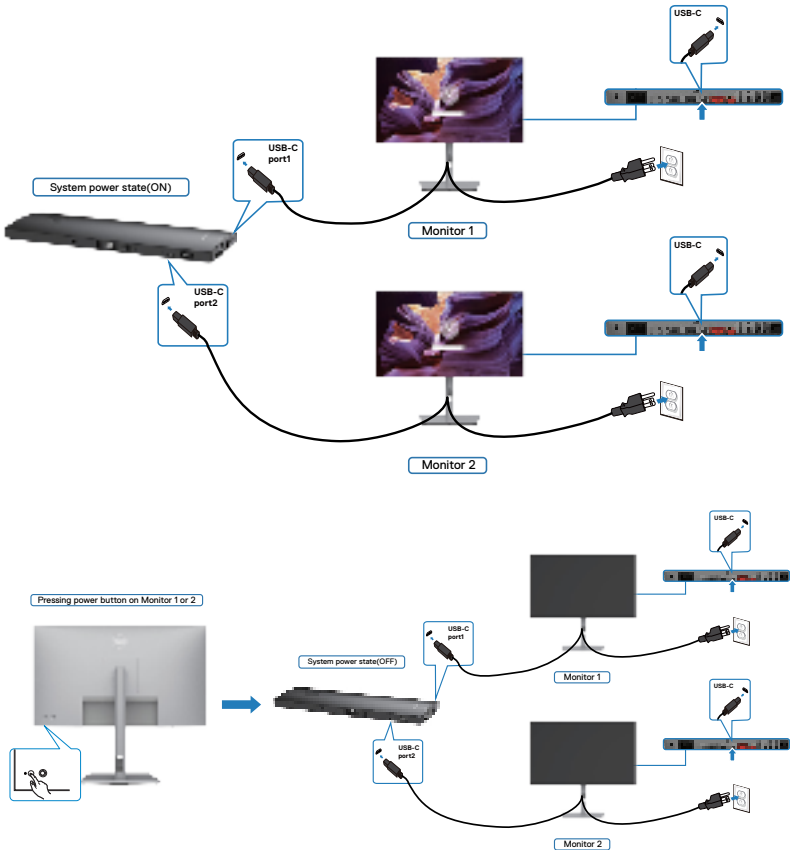 USB-C
USB-C
port1
System power state(ON)
Monitor 1
USB-C
USB-C
port2
Monitor 2
USB-C
Pressing power button on Monitor 1 or 2
USB-C
port1
System power state(OFF)
Monitor 1
USB-C
USB-C
port2
Monitor 2